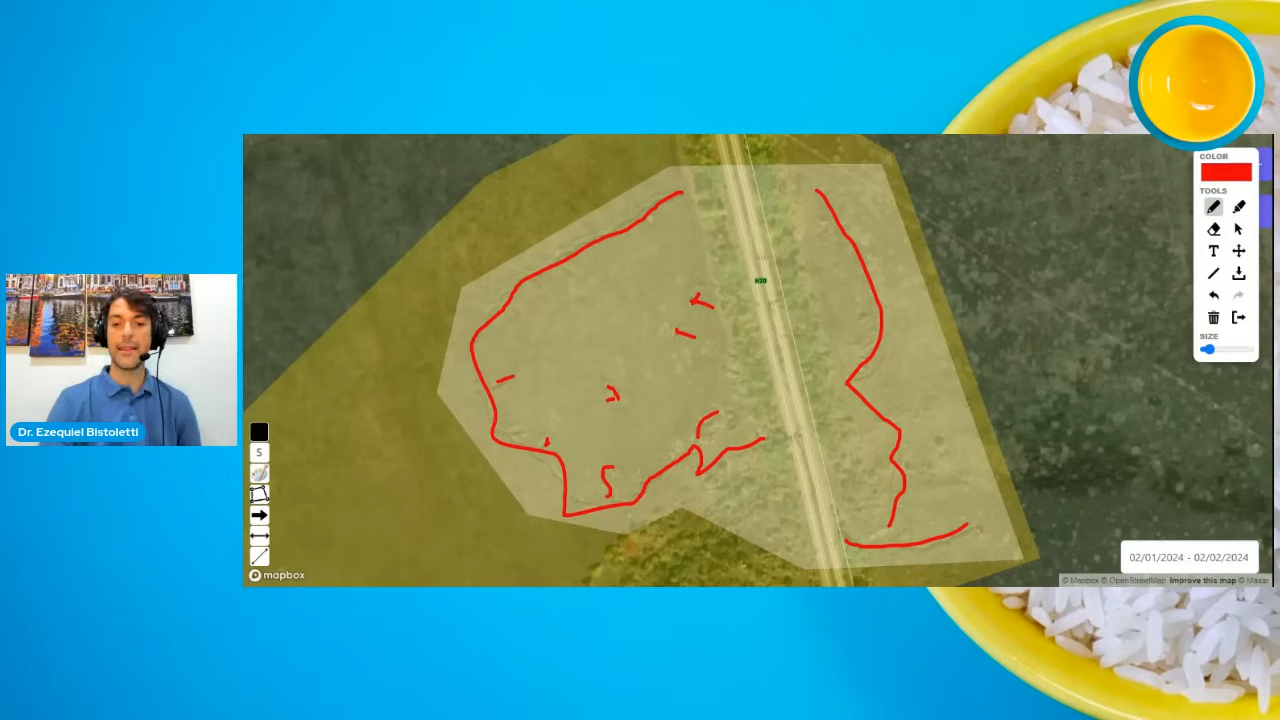 COLOR
TOOLS
T
SIZE
H20
Dr. Ezequiel Bistoletti
S
02/01/2024 - 02/02/2024
mapbox
© Mapbox © OpenStreetMap Improve this map © Maxar